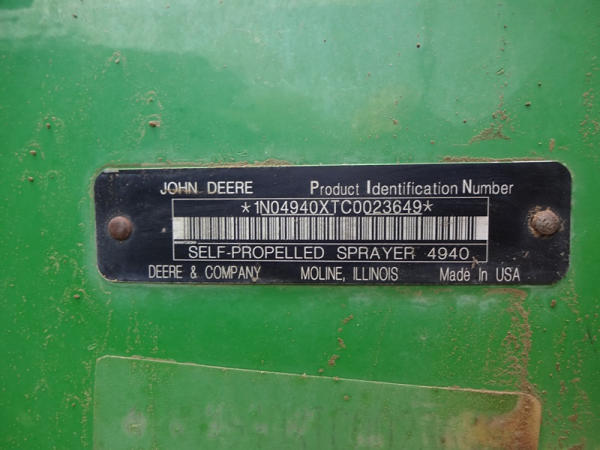 JOHN DEERE Product Identification Number
*1N04940XTC0023649*
SELF-PROPELLED SPRAYER 4940
DEERE & COMPANY MOLINE, ILLINOIS Made In USA